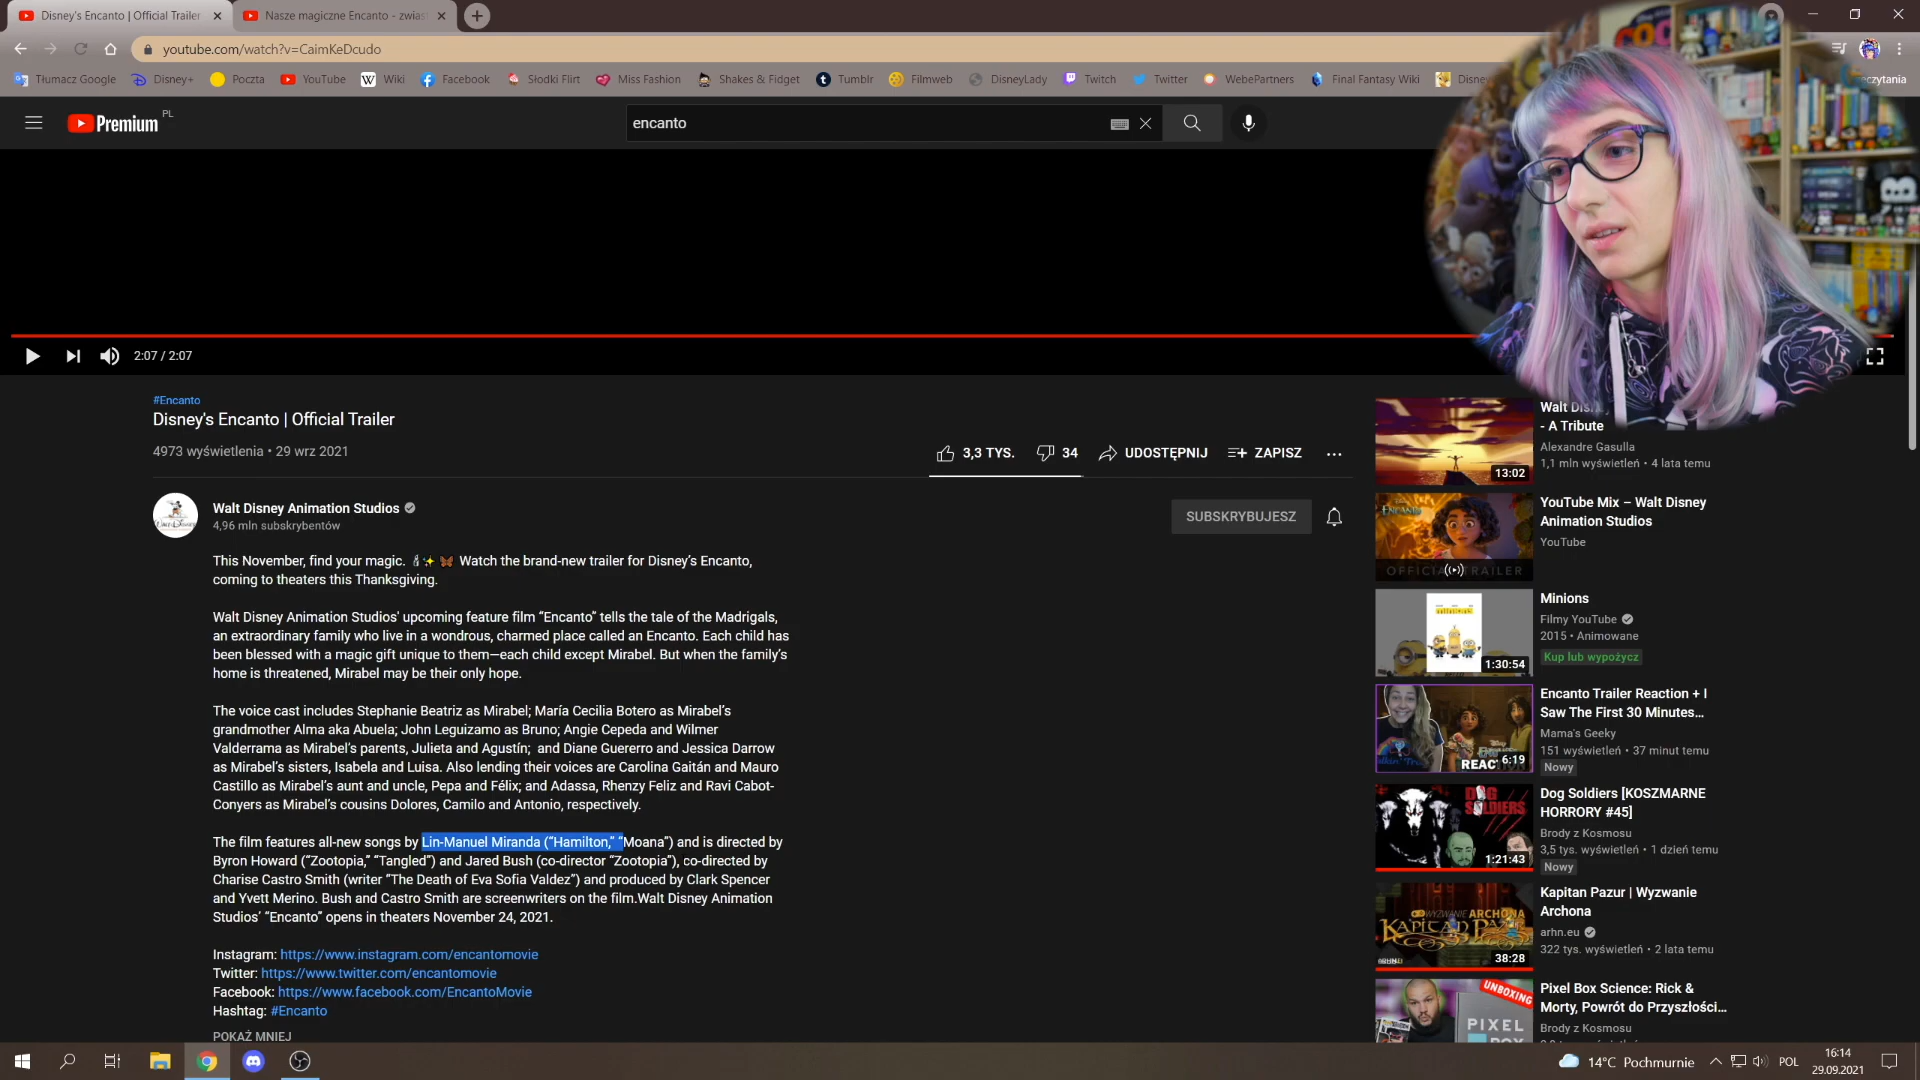 Disney's Encanto | Official Trailer
Nasze magiczne Encanto - zwias
youtube.com/watch?v=CaimKeDcudo
Tłumacz Google
Disney+
Poczta
YouTube
Wiki
Facebook
Słodki Flirt
Miss Fashion
Shakes & Fidget
Tumblr
Filmweb
DisneyLady
Twitch
Twitter
WebePartners
Final Fantasy Wiki
Disney
Premium PL
encanto
2:07 / 2:07
#Encanto
Disney's Encanto | Official Trailer
4973 wyświetlenia • 29 wrz 2021
3,3 TYS.
34
UDOSTĘPNIJ
ZAPISZ
Walt Disney Animation Studios
4,96 mln subskrybentów
SUBSKRYBUJESZ
This November, find your magic. 🕯✨ 🦋 Watch the brand-new trailer for Disney's Encanto,
coming to theaters this Thanksgiving.
Walt Disney Animation Studios' upcoming feature film “Encanto” tells the tale of the Madrigals,
an extraordinary family who live in a wondrous, charmed place called an Encanto. Each child has
been blessed with a magic gift unique to them—each child except Mirabel. But when the family's
home is threatened, Mirabel may be their only hope.
The voice cast includes Stephanie Beatriz as Mirabel; María Cecilia Botero as Mirabel's
grandmother Alma aka Abuela; John Leguizamo as Bruno; Angie Cepeda and Wilmer
Valderrama as Mirabel's parents, Julieta and Agustín;  and Diane Guererro and Jessica Darrow
as Mirabel's sisters, Isabela and Luisa. Also lending their voices are Carolina Gaitán and Mauro
Castillo as Mirabel's aunt and uncle, Pepa and Félix; and Adassa, Rhenzy Feliz and Ravi Cabot-
Conyers as Mirabel's cousins Dolores, Camilo and Antonio, respectively.
The film features all-new songs by Lin-Manuel Miranda (“Hamilton,” “Moana”) and is directed by
Byron Howard (“Zootopia,” “Tangled”) and Jared Bush (co-director “Zootopia”), co-directed by
Charise Castro Smith (writer “The Death of Eva Sofia Valdez”) and produced by Clark Spencer
and Yvett Merino. Bush and Castro Smith are screenwriters on the film.Walt Disney Animation
Studios' “Encanto” opens in theaters November 24, 2021.
Instagram: https://www.instagram.com/encantomovie
Twitter: https://www.twitter.com/encantomovie
Facebook: https://www.facebook.com/EncantoMovie
Hashtag: #Encanto
POKAŻ MNIEJ
13:02
Walt Dis
- A Tribute
Alexandre Gasulla
1,1 mln wyświetleń • 4 lata temu
ENCANTO
OFFICIAL TRAILER
YouTube Mix – Walt Disney
Animation Studios
YouTube
1:30:54
Minions
Filmy YouTube
2015 • Animowane
Kup lub wypożycz
REAC
6:19
Encanto Trailer Reaction + I
Saw The First 30 Minutes...
Mama's Geeky
151 wyświetleń • 37 minut temu
Nowy
DOG
SOLDIERS
1:21:43
Dog Soldiers [KOSZMARNE
HORRORY #45]
Brody z Kosmosu
3,5 tys. wyświetleń • 1 dzień temu
Nowy
WYZWANIE ARCHONA
KAPITAN PAZUR
38:28
Kapitan Pazur | Wyzwanie
Archona
arhn.eu
322 tys. wyświetleń • 2 lata temu
UNBOXING
PIXEL
BOX
Pixel Box Science: Rick &
Morty, Powrót do Przyszłości...
Brody z Kosmosu
14°C Pochmurnie
POL
16:14
29.09.2021